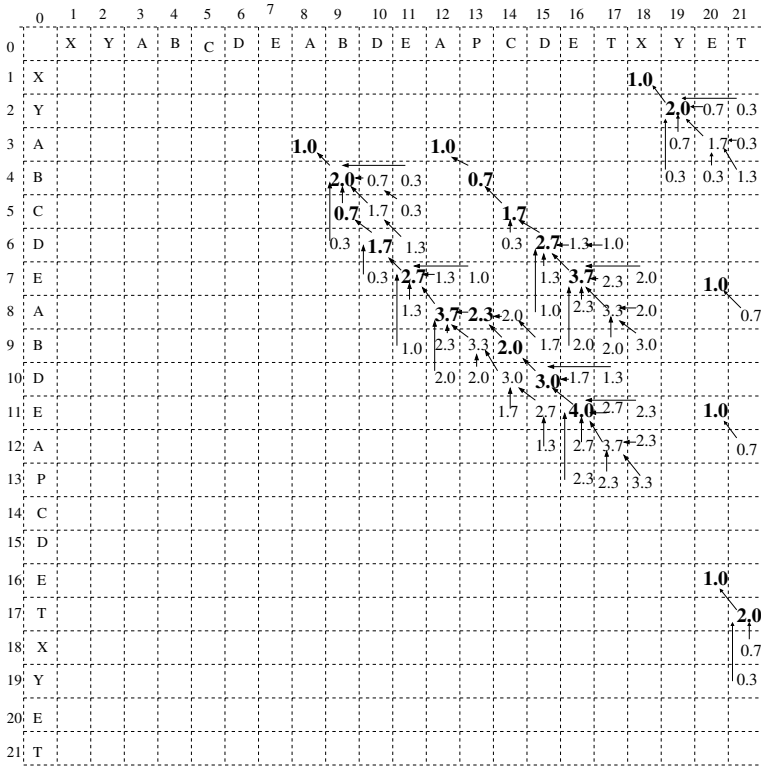 0 1 2 3 4 5 6 7 8 9 10 11 12 13 14 15 16 17 18 19 20 21
0 X Y A B C D E A B D E A P C D E T X Y E T
1 X 1.0
2 Y 2.0 0.7 0.3
3 A 1.0 1.0 0.7 1.7 0.3
4 B 2.0 0.7 0.3 0.7 0.3 0.3 1.3
5 C 0.7 1.7 0.3 1.7
6 D 0.3 1.7 1.3 0.3 2.7 1.3 1.0
7 E 0.3 2.7 1.3 1.0 1.3 3.7 2.3 2.0 1.0
8 A 1.3 3.7 2.3 2.0 1.0 2.3 3.3 2.0 0.7
9 B 1.0 2.3 3.3 2.0 1.7 2.0 2.0 3.0
10 D 2.0 2.0 3.0 3.0 1.7 1.3
11 E 1.7 2.7 4.0 2.7 2.3 1.0
12 A 1.3 2.7 3.7 2.3 0.7
13 P 2.3 2.3 3.3
14 C
15 D
16 E 1.0
17 T 2.0
18 X 0.7
19 Y 0.3
20 E
21 T